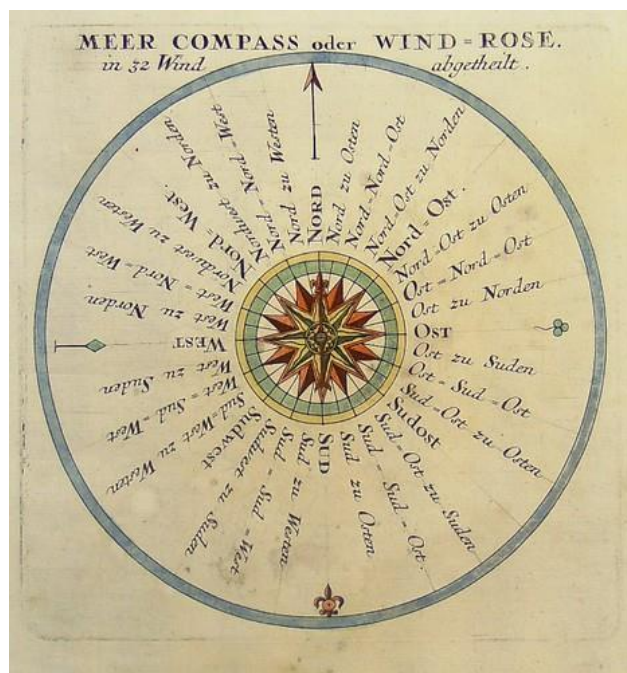 MEER COMPASS oder WIND=ROSE.
in 32 Wind abgetheilt.
NORD
Nord zu Osten
Nord=Nord=Ost
Nord=Ost zu Norden
Nord=Ost.
Nord=Ost zu Osten
Ost=Nord=Ost
Ost zu Norden
OST
Ost zu Suden
Ost=Sud=Ost
Sud=Ost zu Osten
Sudost
Sud=Ost zu Suden
Sud=Sud=Ost.
Sud zu Osten
SUD
Sud zu Westen
Sud=Sud=West
Sudwest zu Suden
Sudwest
Sud=West zu Westen
West=Sud=West
West zu Suden
WEST
West zu Norden
West=Nord=West
Nordwest zu Westen
Nord=West.
Nordwest zu Norden
Nord=Nord=West
Nord zu Westen